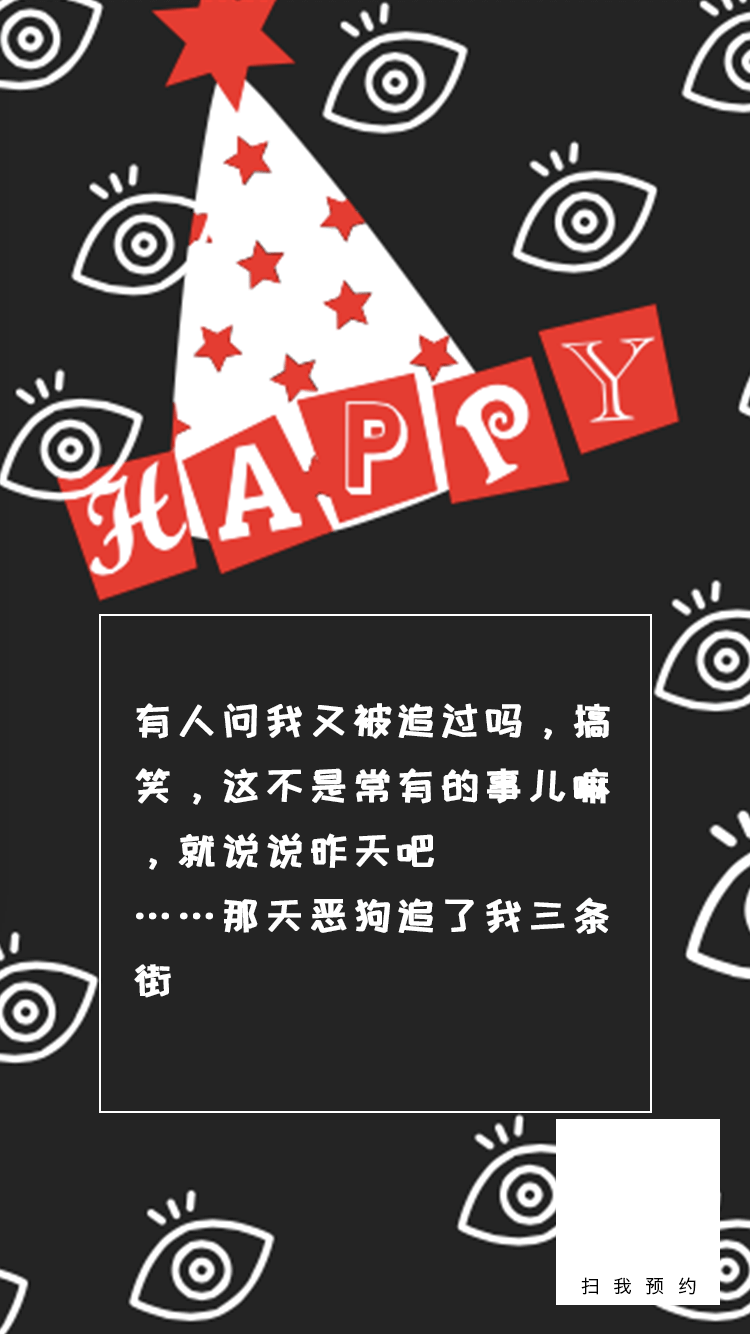 HAPPY
有人问我又被追过吗，搞
笑，这不是常有的事儿嘛
，就说说昨天吧
……那天恶狗追了我三条
街
扫我预约